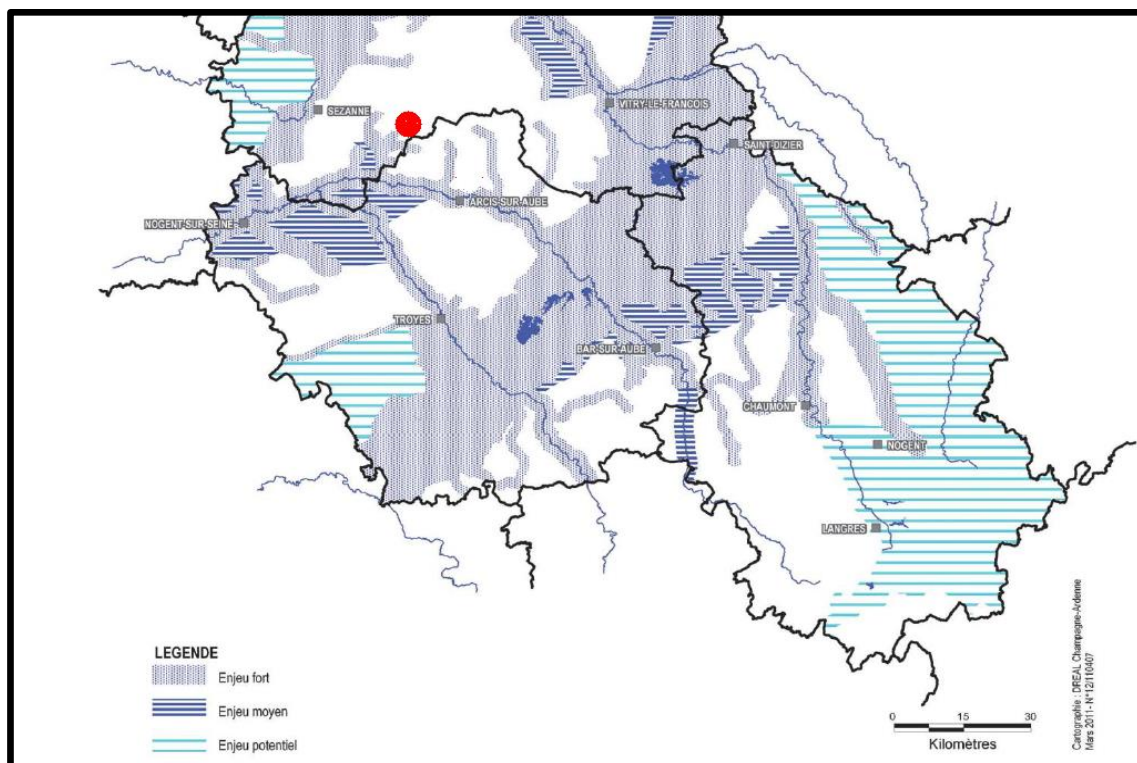 SEZANNE
VITRY-LE-FRANCOIS
SAINT-DIZIER
ARCIS-SUR-AUBE
NOGENT-SUR-SEINE
TROYES
BAR-SUR-AUBE
CHAUMONT
NOGENT
LANGRES
LEGENDE
Enjeu fort
Enjeu moyen
Enjeu potentiel
0 15 30
Kilomètres
Cartographie : DREAL Champagne-Ardenne
Mars 2011- N°12/110407